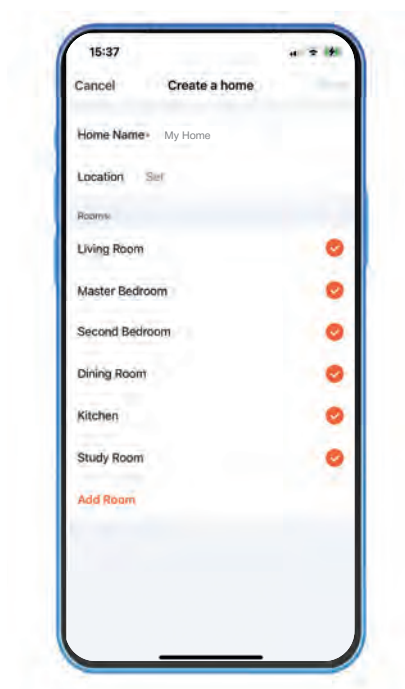 15:37
Cancel Create a home
Home Name* My Home
Location Set
Rooms
Living Room
Master Bedroom
Second Bedroom
Dining Room
Kitchen
Study Room
Add Room